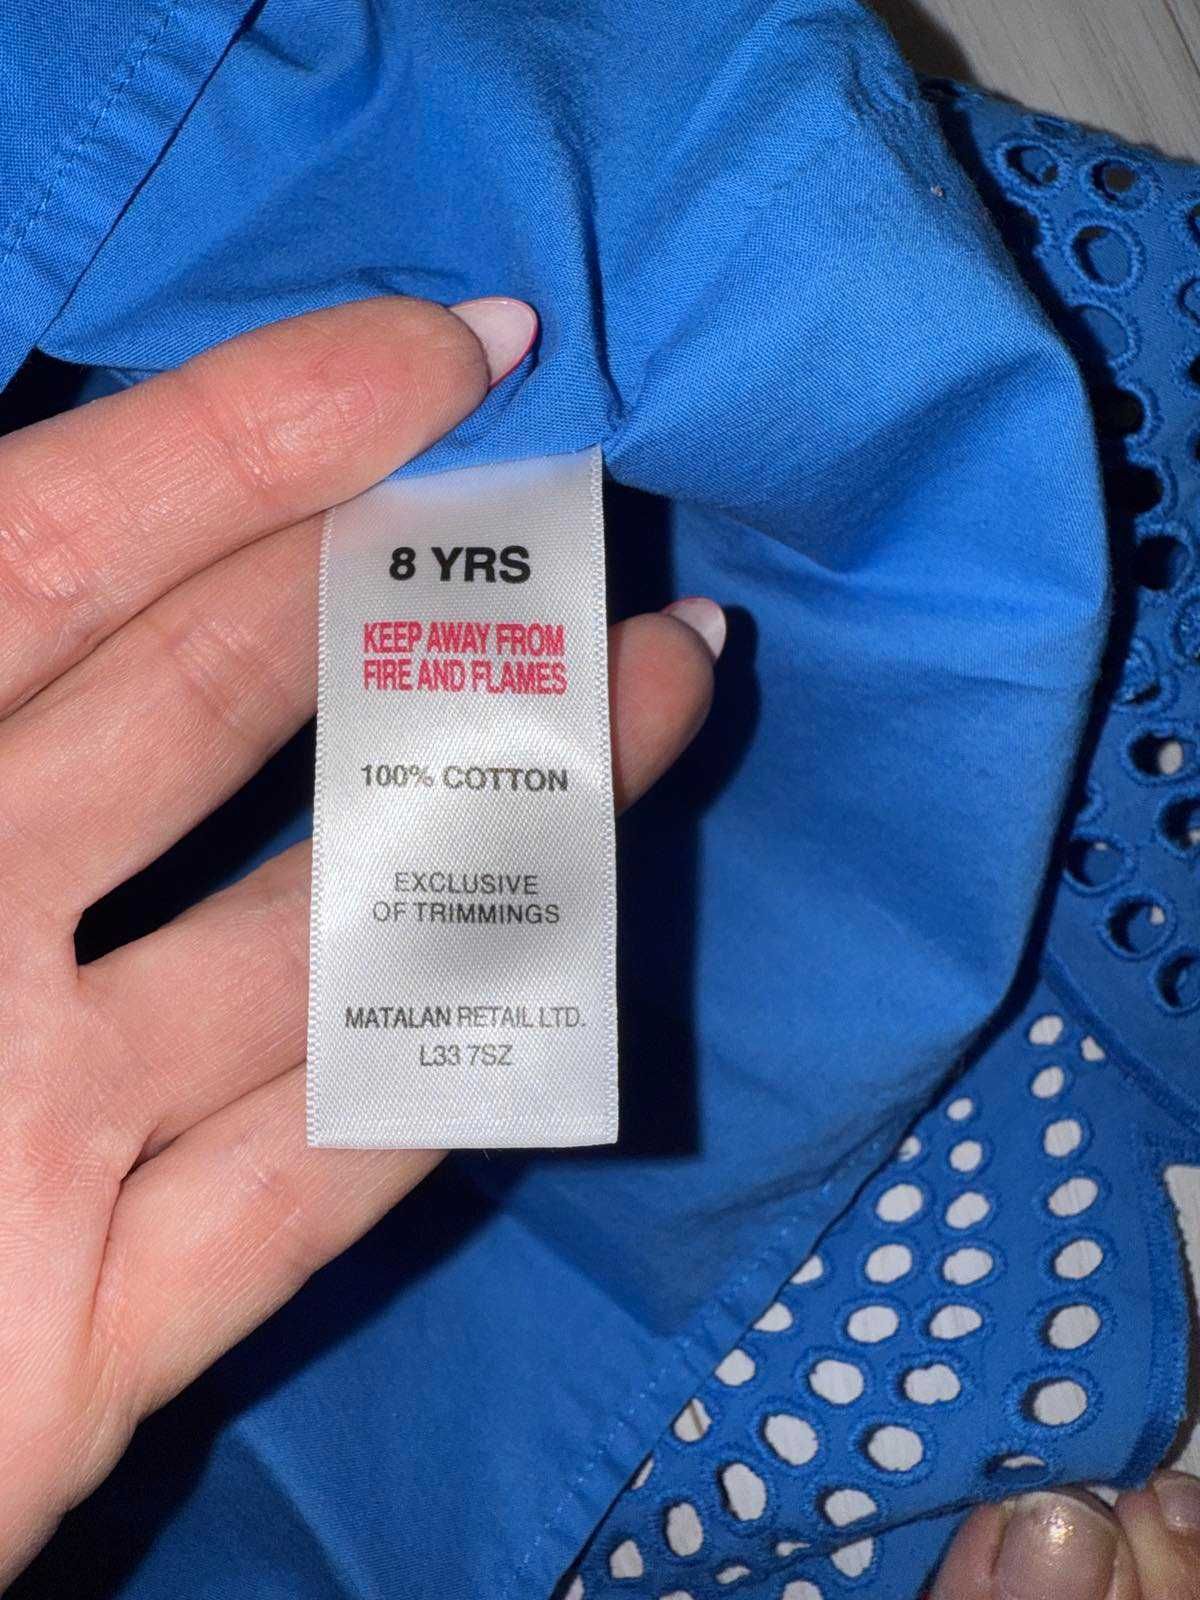 8 YRS
KEEP AWAY FROM
FIRE AND FLAMES
100% COTTON
EXCLUSIVE
OF TRIMMINGS
MATALAN RETAIL LTD.
L33 7SZ